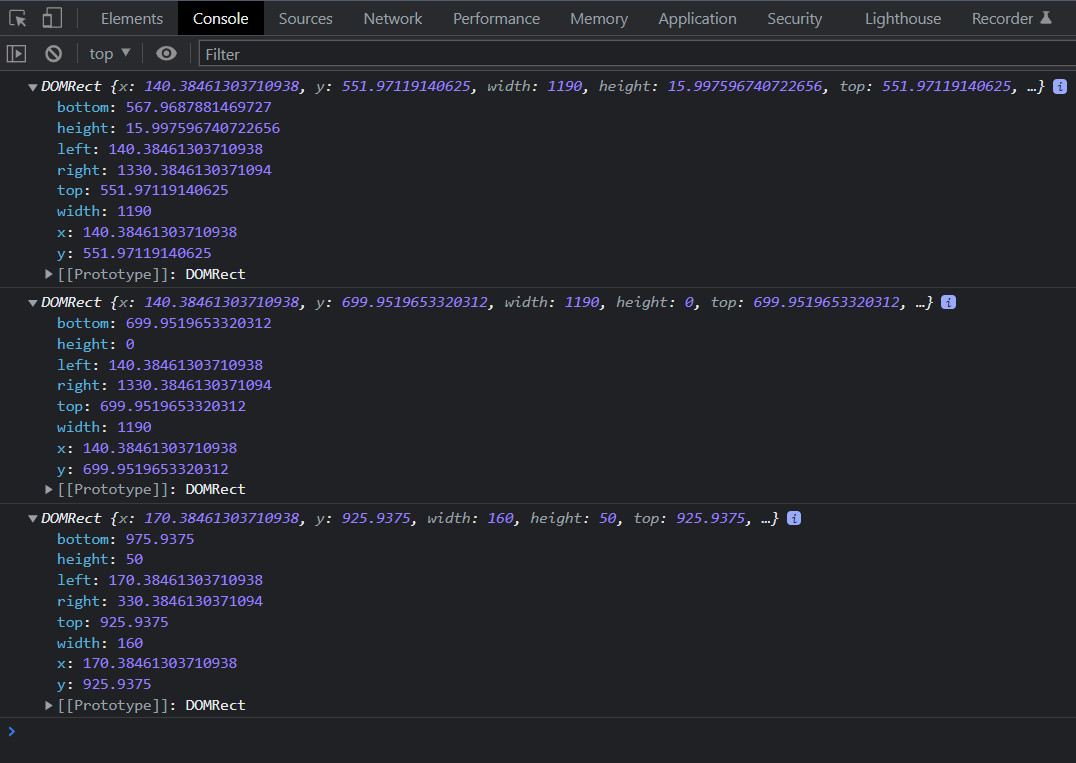 Elements Console Sources Network Performance Memory Application Security Lighthouse Recorder
top Filter
DOMRect {x: 140.38461303710938, y: 551.97119140625, width: 1190, height: 15.997596740722656, top: 551.97119140625, …} i
bottom: 567.9687881469727
height: 15.997596740722656
left: 140.38461303710938
right: 1330.3846130371094
top: 551.97119140625
width: 1190
x: 140.38461303710938
y: 551.97119140625
[[Prototype]]: DOMRect
DOMRect {x: 140.38461303710938, y: 699.9519653320312, width: 1190, height: 0, top: 699.9519653320312, …} i
bottom: 699.9519653320312
height: 0
left: 140.38461303710938
right: 1330.3846130371094
top: 699.9519653320312
width: 1190
x: 140.38461303710938
y: 699.9519653320312
[[Prototype]]: DOMRect
DOMRect {x: 170.38461303710938, y: 925.9375, width: 160, height: 50, top: 925.9375, …} i
bottom: 975.9375
height: 50
left: 170.38461303710938
right: 330.3846130371094
top: 925.9375
width: 160
x: 170.38461303710938
y: 925.9375
[[Prototype]]: DOMRect